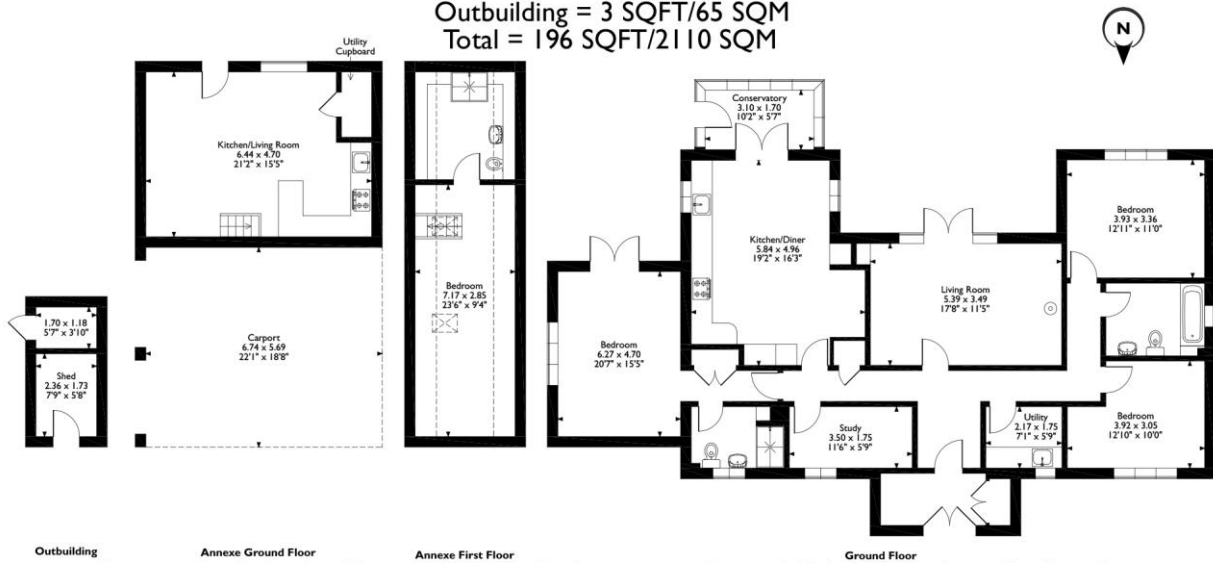 Outbuilding = 3 SQFT/65 SQM
Total = 196 SQFT/2110 SQM
N
Utility
Cupboard
Kitchen/Living Room
6.44 x 4.70
21'2" x 15'5"
Conservatory
3.10 x 1.70
10'2" x 5'7"
Bedroom
3.93 x 3.36
12'11" x 11'0"
Kitchen/Diner
5.84 x 4.96
19'2" x 16'3"
Living Room
5.39 x 3.49
17'8" x 11'5"
Bedroom
7.17 x 2.85
23'6" x 9'4"
1.70 x 1.18
5'7" x 3'10"
Carport
6.74 x 5.69
22'1" x 18'8"
Bedroom
6.27 x 4.70
20'7" x 15'5"
Shed
2.36 x 1.73
7'9" x 5'8"
Study
3.50 x 1.75
11'6" x 5'9"
Utility
2.17 x 1.75
7'1" x 5'9"
Bedroom
3.92 x 3.05
12'10" x 10'0"
Outbuilding
Annexe Ground Floor
Annexe First Floor
Ground Floor